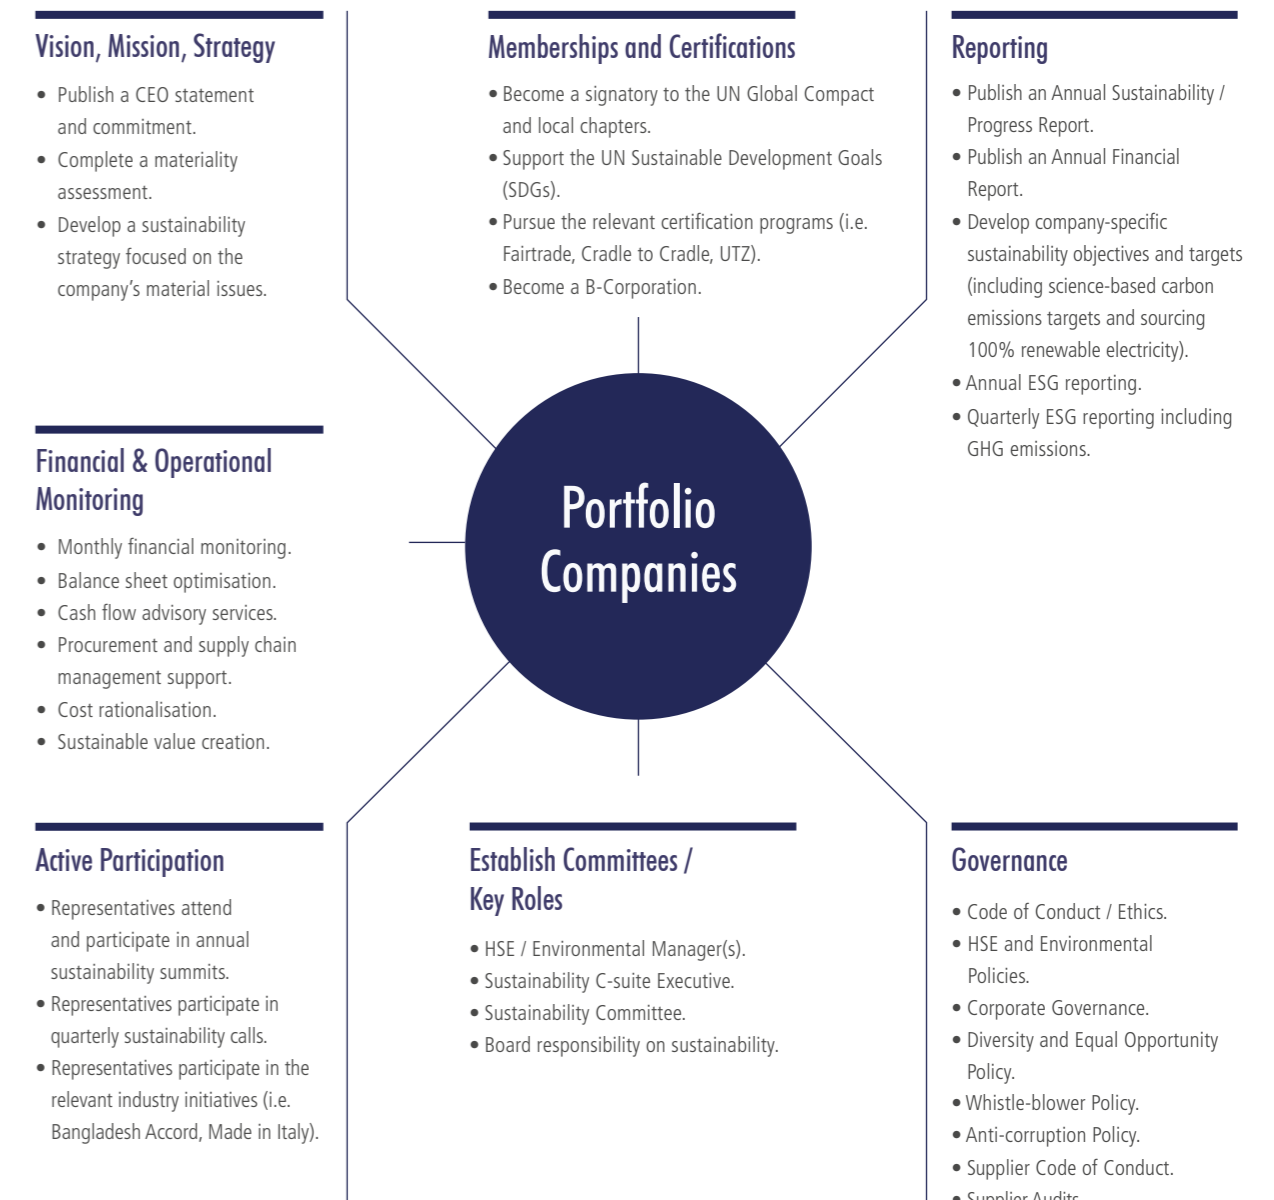 Vision, Mission, Strategy
• Publish a CEO statement
and commitment.
• Complete a materiality
assessment.
• Develop a sustainability
strategy focused on the
company’s material issues.
Memberships and Certifications
• Become a signatory to the UN Global Compact
and local chapters.
• Support the UN Sustainable Development Goals
(SDGs).
• Pursue the relevant certification programs (i.e.
Fairtrade, Cradle to Cradle, UTZ).
• Become a B-Corporation.
Reporting
• Publish an Annual Sustainability /
Progress Report.
• Publish an Annual Financial
Report.
• Develop company-specific
sustainability objectives and targets
(including science-based carbon
emissions targets and sourcing
100% renewable electricity).
• Annual ESG reporting.
• Quarterly ESG reporting including
GHG emissions.
Financial & Operational
Monitoring
• Monthly financial monitoring.
• Balance sheet optimisation.
• Cash flow advisory services.
• Procurement and supply chain
management support.
• Cost rationalisation.
• Sustainable value creation.
Portfolio
Companies
Active Participation
• Representatives attend
and participate in annual
sustainability summits.
• Representatives participate in
quarterly sustainability calls.
• Representatives participate in the
relevant industry initiatives (i.e.
Bangladesh Accord, Made in Italy).
Establish Committees /
Key Roles
• HSE / Environmental Manager(s).
• Sustainability C-suite Executive.
• Sustainability Committee.
• Board responsibility on sustainability.
Governance
• Code of Conduct / Ethics.
• HSE and Environmental
Policies.
• Corporate Governance.
• Diversity and Equal Opportunity
Policy.
• Whistle-blower Policy.
• Anti-corruption Policy.
• Supplier Code of Conduct.
• Supplier Audits